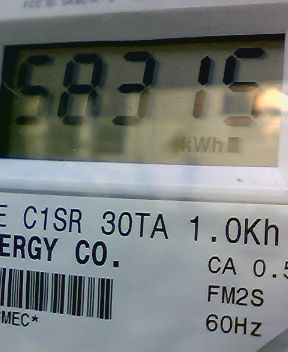 58315
kWh
E C1SR 30TA 1.0Kh
ERGY CO.
CA 0.5
FM2S
MEC*
60Hz